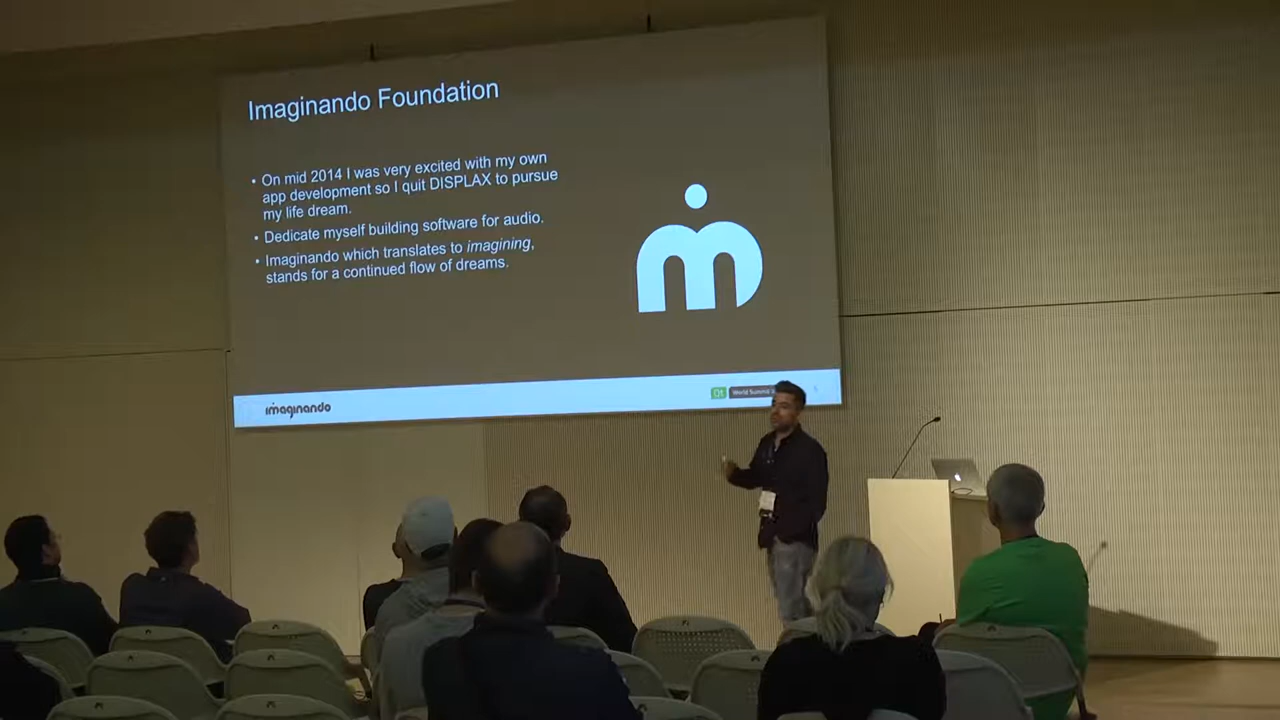 Imaginando Foundation
• On mid 2014 I was very excited with my own
app development so I quit DISPLAX to pursue
my life dream.
• Dedicate myself building software for audio.
• Imaginando which translates to imagining,
stands for a continued flow of dreams.
imaginando
Qt World Summit